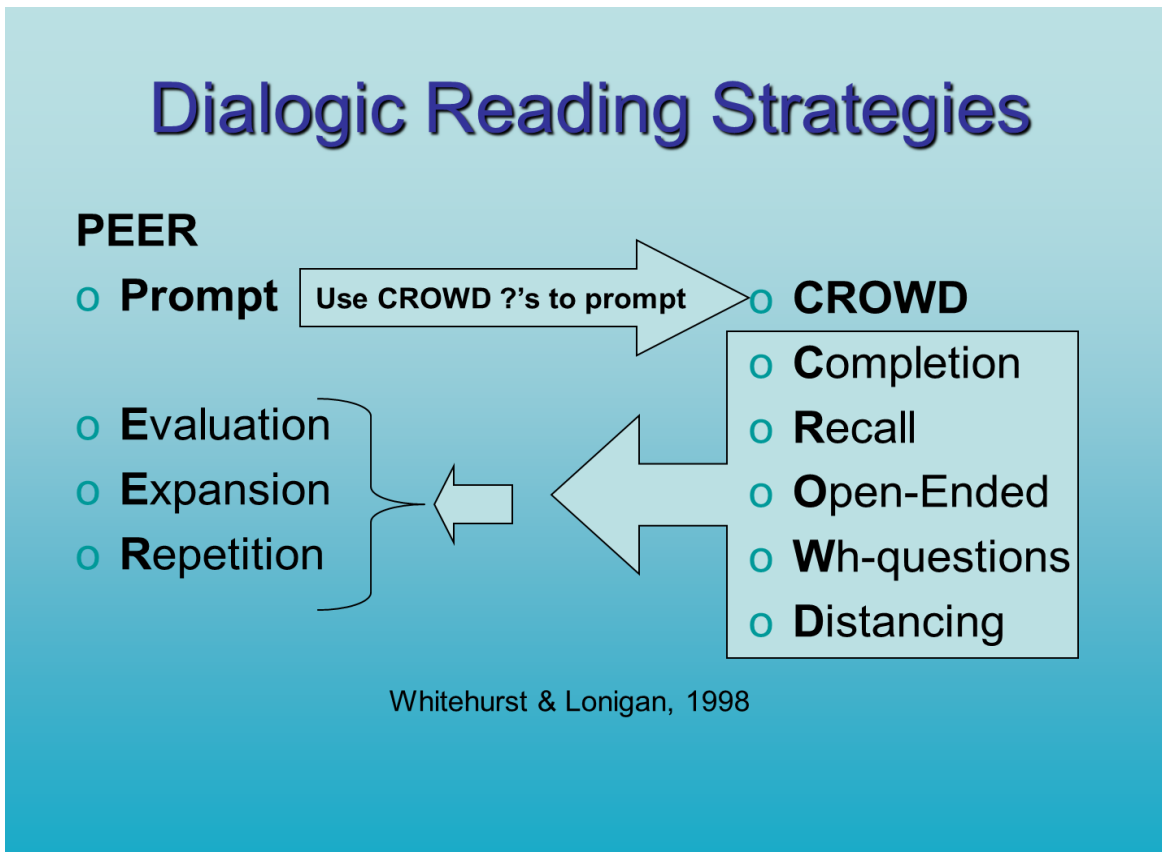 Dialogic Reading Strategies
PEER
o Prompt
Use CROWD ?'s to prompt
o Evaluation
o Expansion
o Repetition
o CROWD
o Completion
o Recall
o Open-Ended
o Wh-questions
o Distancing
Whitehurst & Lonigan, 1998